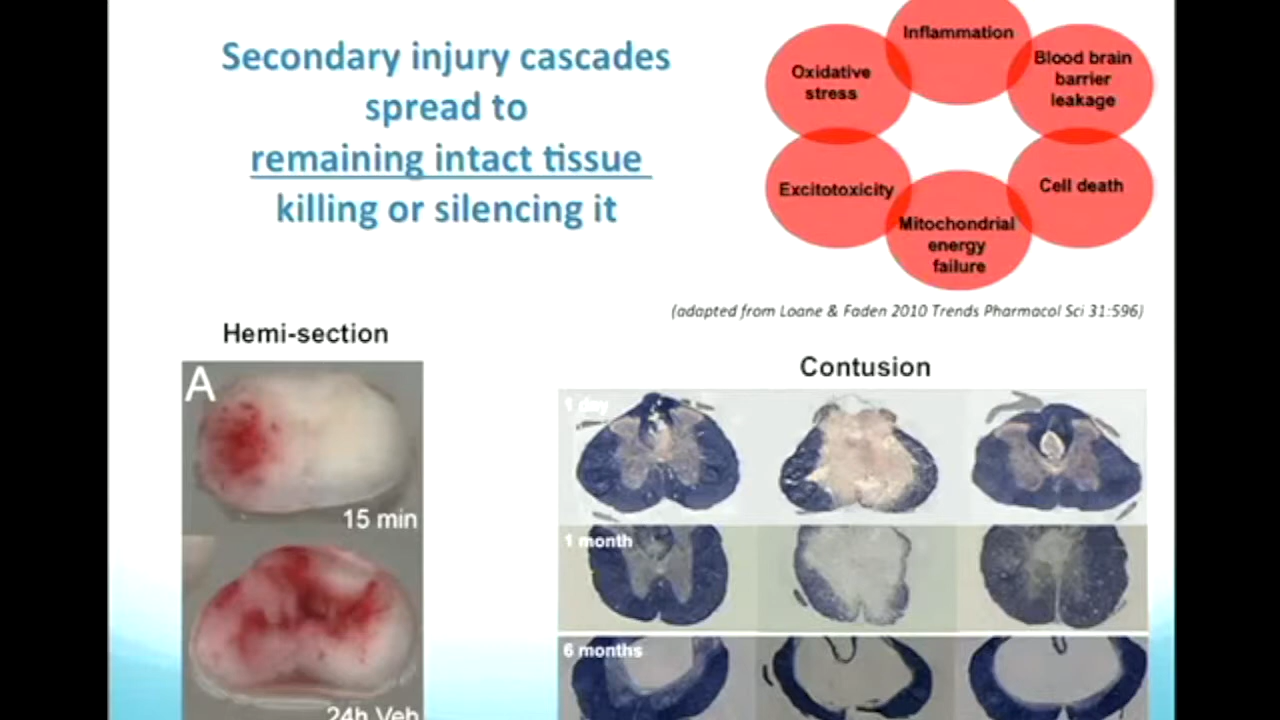 Secondary injury cascades
spread to
remaining intact tissue
killing or silencing it
Inflammation
Oxidative
stress
Blood brain
barrier
leakage
Excitotoxicity
Cell death
Mitochondrial
energy
failure
(adapted from Loane & Faden 2010 Trends Pharmacol Sci 31:596)
Hemi-section
A
15 min
24h Veh
Contusion
1 day
1 month
6 months